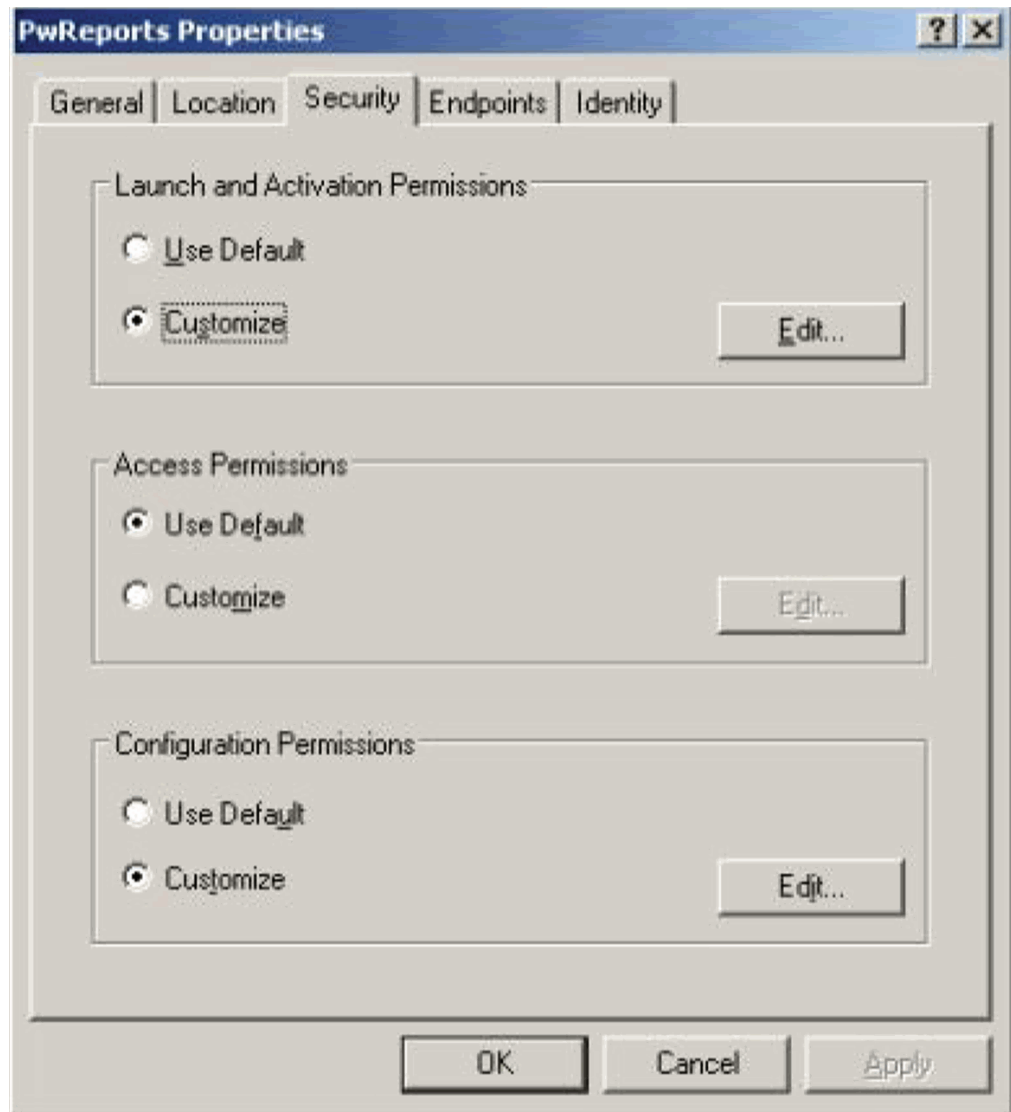 PwReports Properties
General Location Security Endpoints Identity
Launch and Activation Permissions
Use Default
Customize Edit...
Access Permissions
Use Default
Customize Edit...
Configuration Permissions
Use Default
Customize Edit...
OK Cancel Apply